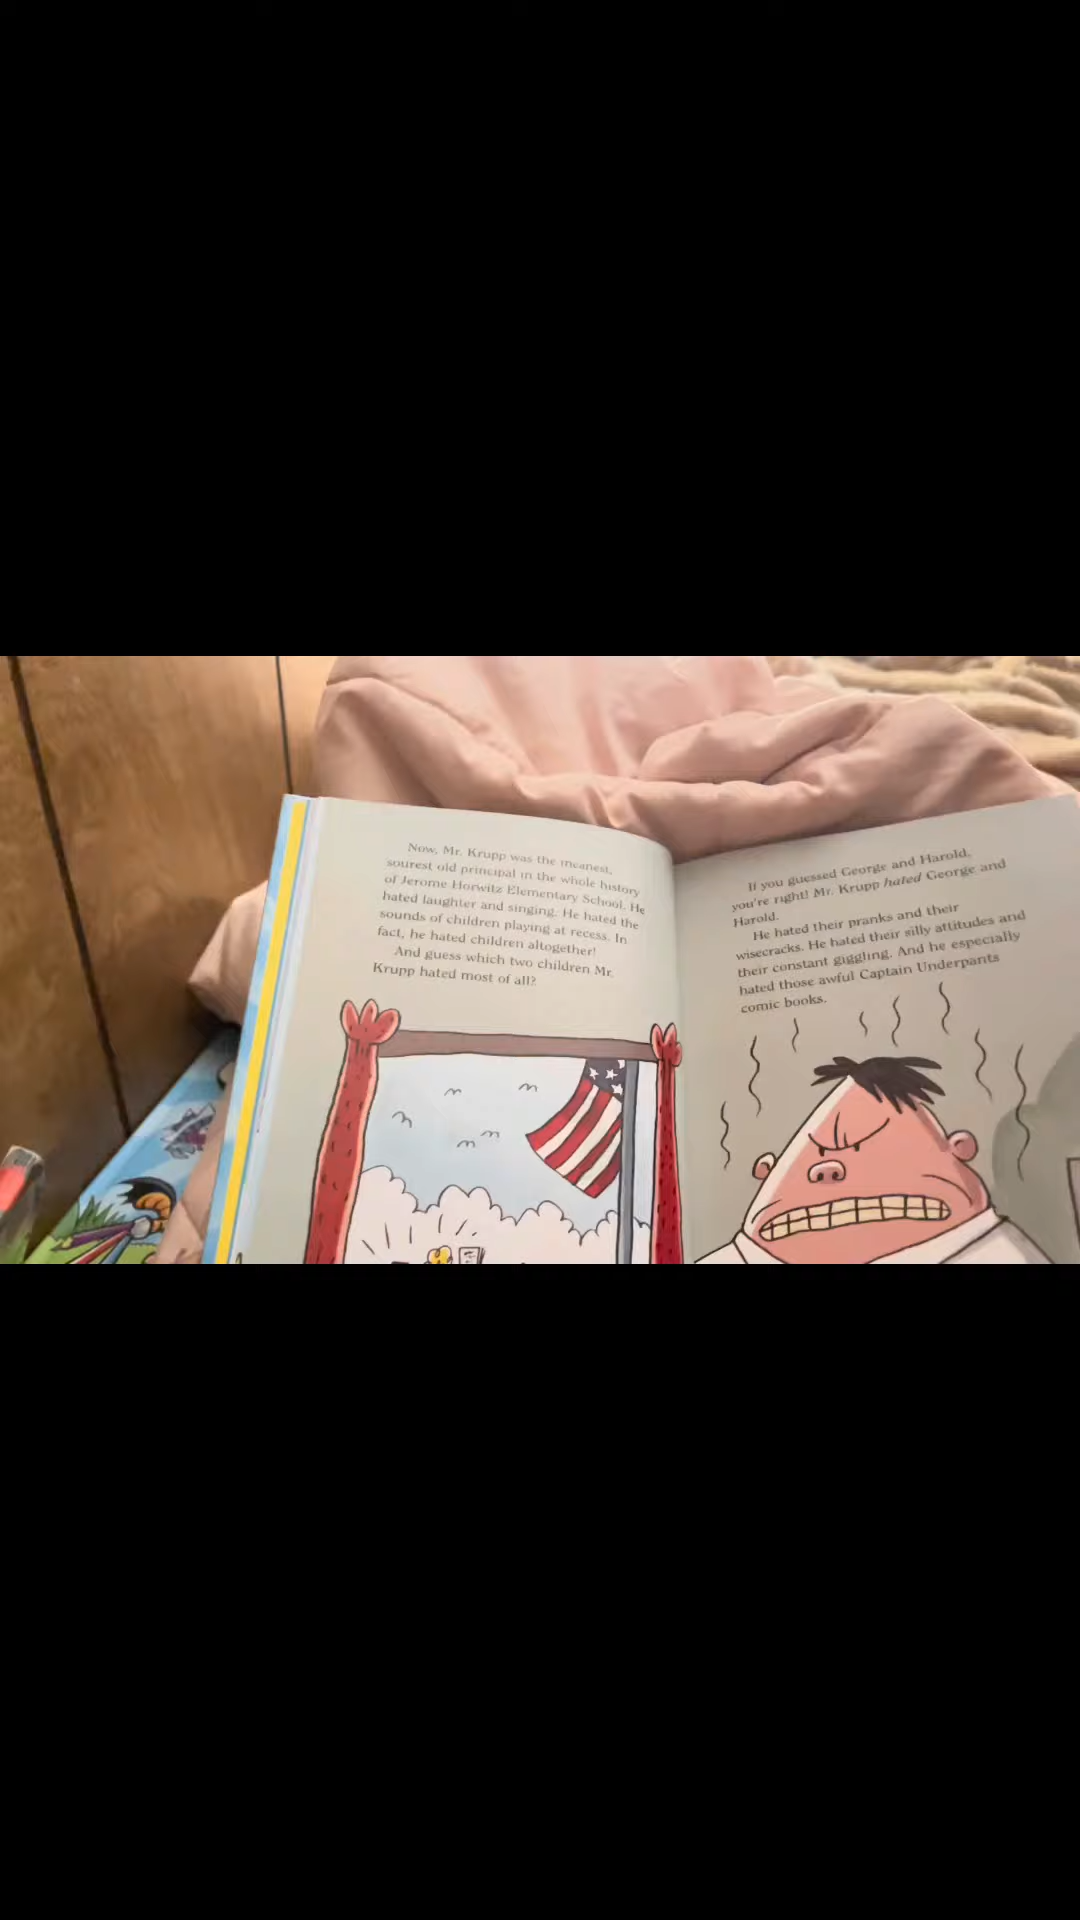 Now, Mr. Krupp was the meanest,
sourest old principal in the whole history
of Jerome Horwitz Elementary School. He
hated laughter and singing. He hated the
sounds of children playing at recess. In
fact, he hated children altogether!
And guess which two children Mr.
Krupp hated most of all?
If you guessed George and Harold,
you're right! Mr. Krupp hated George and
Harold.
He hated their pranks and their
wisecracks. He hated their silly attitudes and
their constant giggling. And he especially
hated those awful Captain Underpants
comic books.